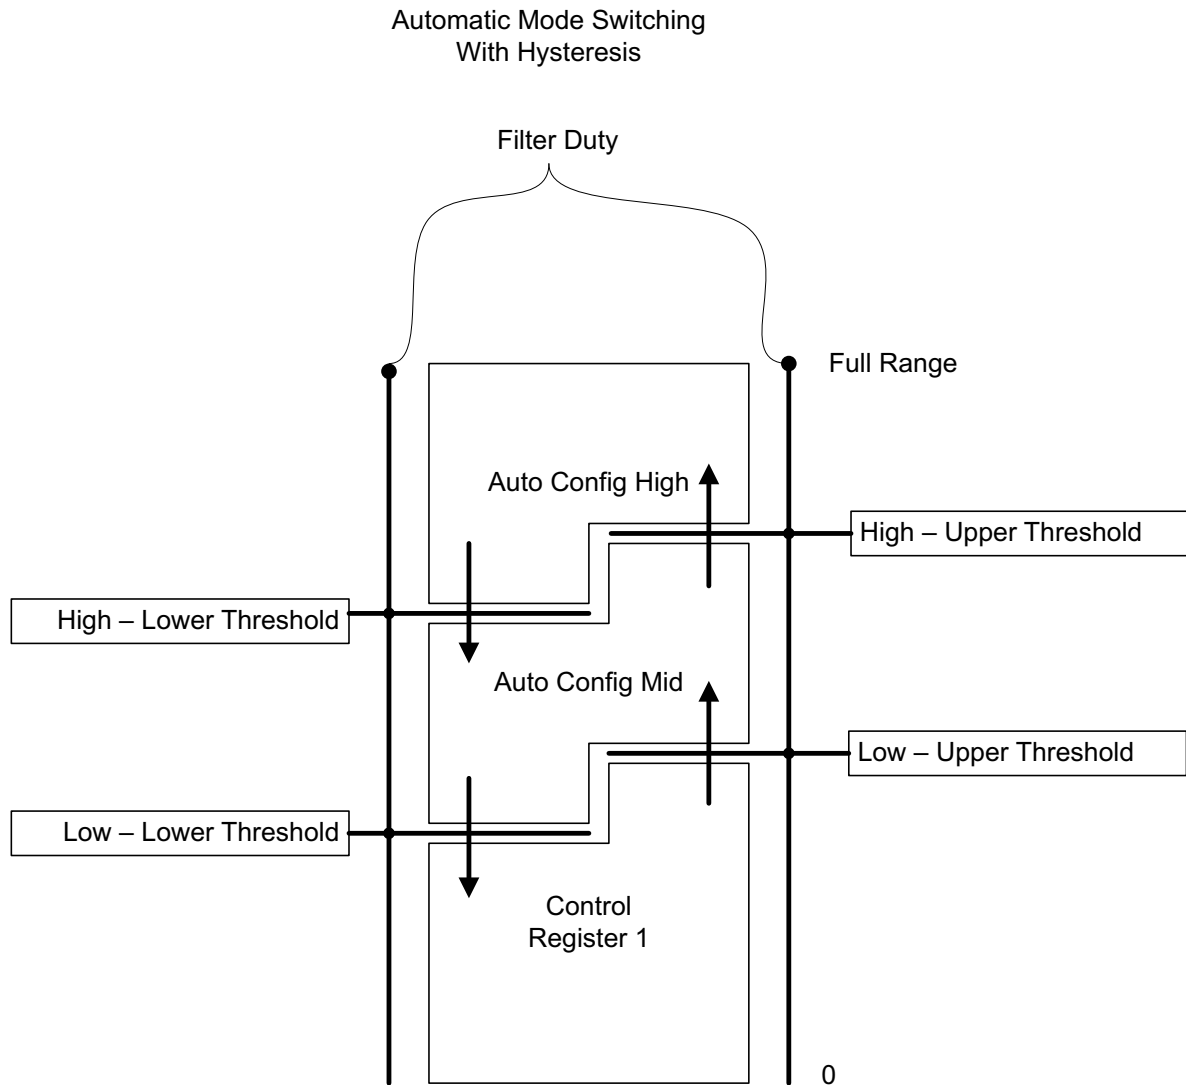 Automatic Mode Switching
With Hysteresis
Filter Duty
Full Range
Auto Config High
High – Upper Threshold
High – Lower Threshold
Auto Config Mid
Low – Upper Threshold
Low – Lower Threshold
Control
Register 1
0